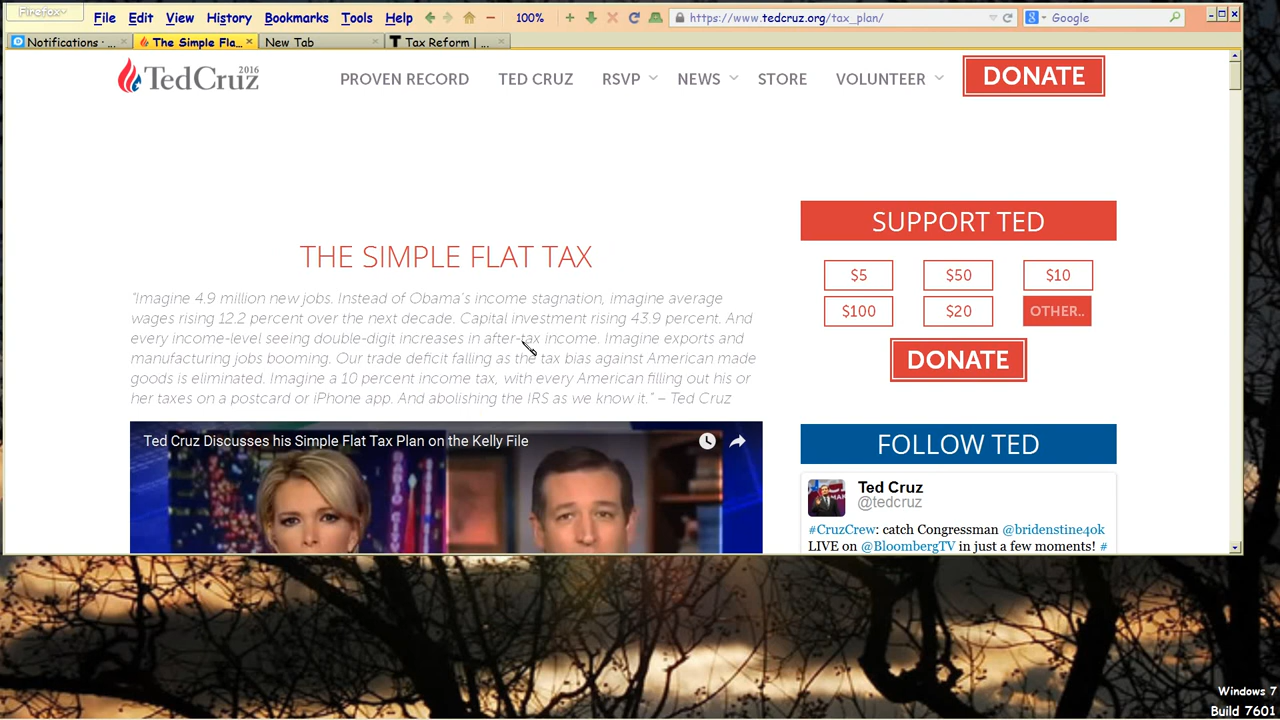 Firefox
File Edit View History Bookmarks Tools Help 100% https://www.tedcruz.org/tax_plan/ Google
Notifications · ... The Simple Fla... New Tab Tax Reform | ...
TedCruz 2016 PROVEN RECORD TED CRUZ RSVP NEWS STORE VOLUNTEER DONATE
SUPPORT TED
$5 $50 $10
$100 $20 OTHER..
DONATE
THE SIMPLE FLAT TAX
"Imagine 4.9 million new jobs. Instead of Obama's income stagnation, imagine average
wages rising 12.2 percent over the next decade. Capital investment rising 43.9 percent. And
every income-level seeing double-digit increases in after-tax income. Imagine exports and
manufacturing jobs booming. Our trade deficit falling as the tax bias against American made
goods is eliminated. Imagine a 10 percent income tax, with every American filling out his or
her taxes on a postcard or iPhone app. And abolishing the IRS as we know it." – Ted Cruz
Ted Cruz Discusses his Simple Flat Tax Plan on the Kelly File
RADIO CITY
FOLLOW TED
Ted Cruz
@tedcruz
#CruzCrew: catch Congressman @bridenstine4ok
LIVE on @BloombergTV in just a few moments! #
Windows 7
Build 7601